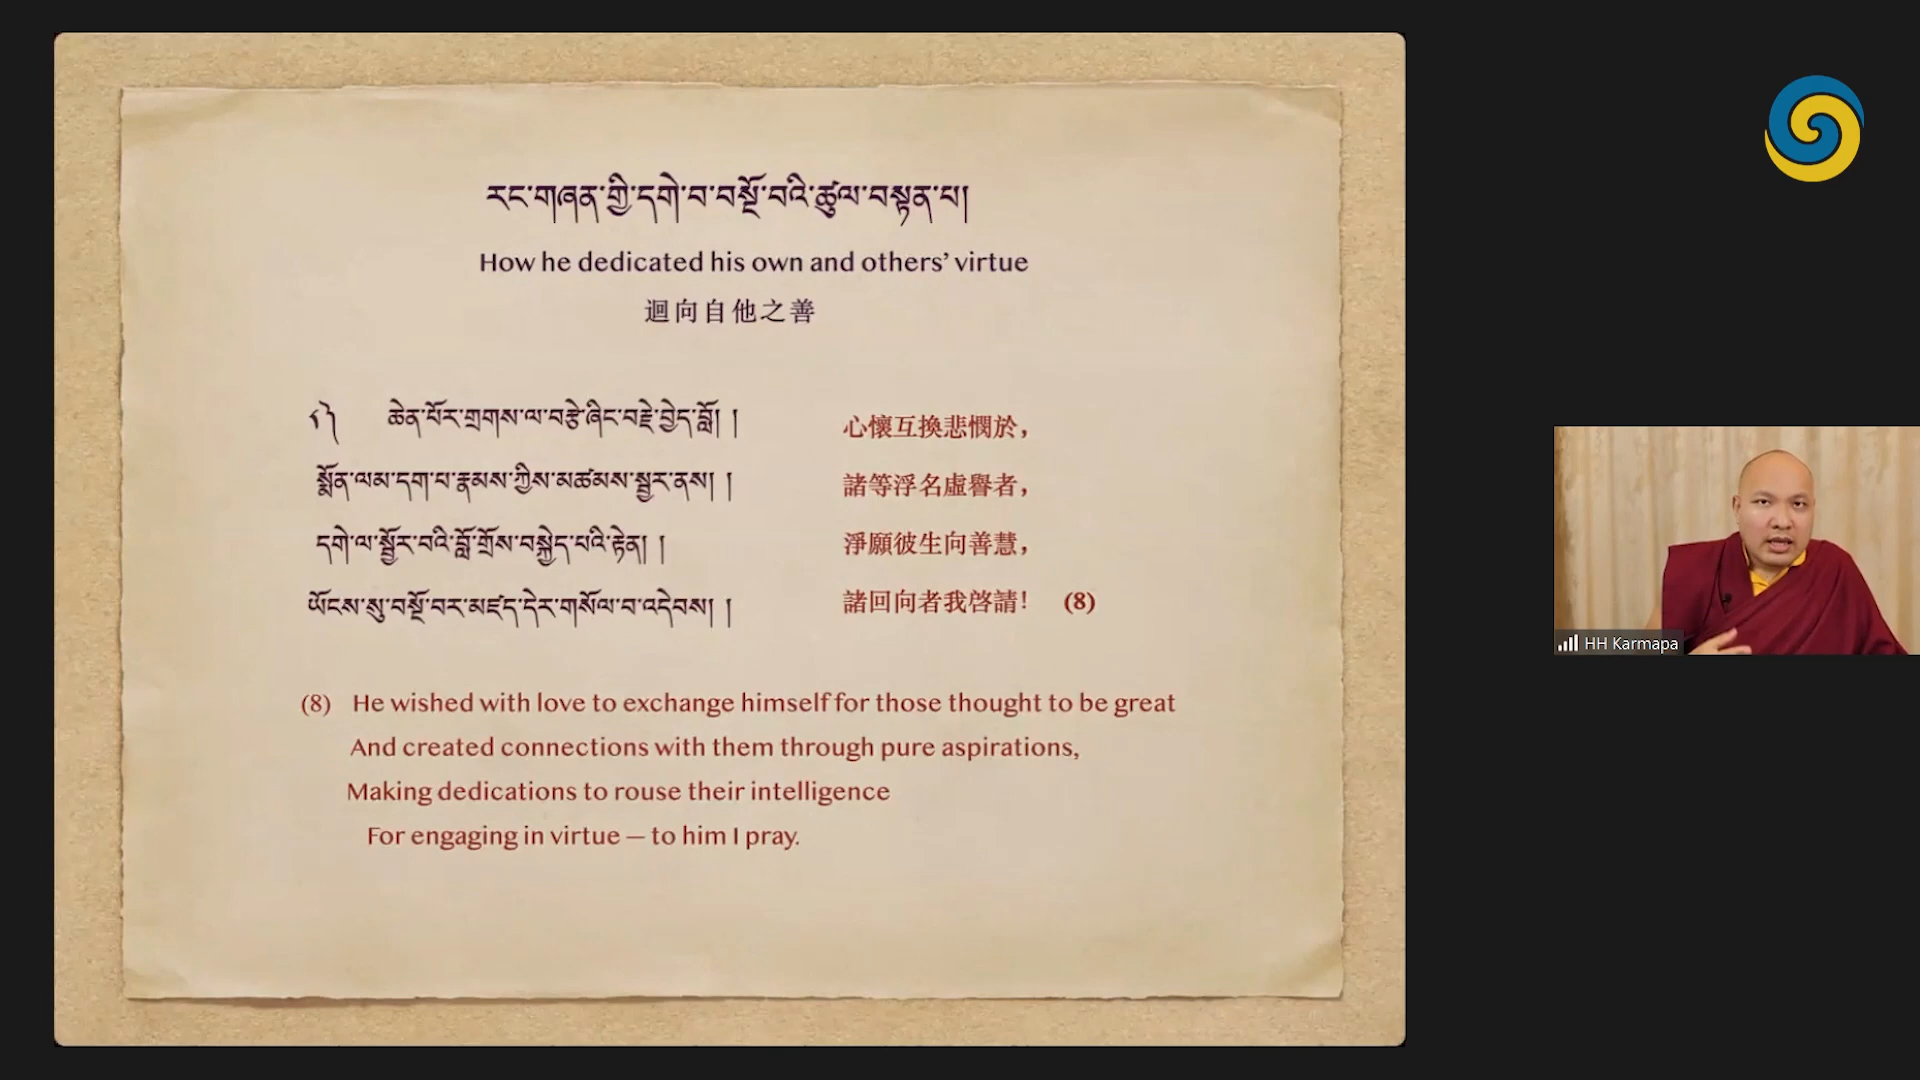 རང་གཞན་གྱི་དགེ་བ་བསྔོ་བའི་ཚུལ་བསྟན་པ།
How he dedicated his own and others’ virtue
迴向自他之善
༼༽ ཆེན་པོར་གྲགས་ལ་བརྩེ་ཞིང་བརྗེ་བྱེད་བློ། །
སྨོན་ལམ་དག་པ་རྣམས་ཀྱིས་མཚམས་སྦྱར་ནས། །
དགེ་ལ་སྦྱོར་བའི་བློ་གྲོས་བསྐྱེད་པའི་རྟེན། །
ཡོངས་སུ་བསྔོ་བར་མཛད་དེར་གསོལ་བ་འདེབས། །
心懷互換悲憫於，
諸等浮名虛譽者，
淨願彼生向善慧，
諸回向者我啓請！ (8)
(8) He wished with love to exchange himself for those thought to be great
And created connections with them through pure aspirations,
Making dedications to rouse their intelligence
For engaging in virtue — to him I pray.
HH Karmapa